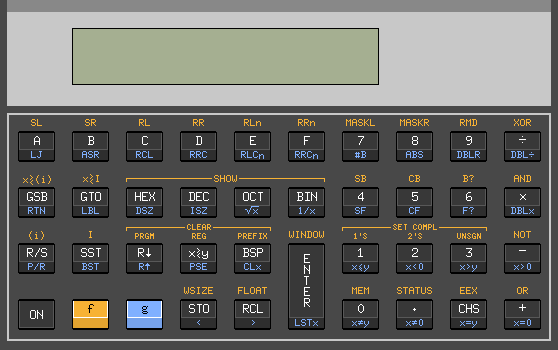 SL SR RL RR RLn RRn MASKL MASKR RMD XOR
A B C D E F 7 8 9 ÷
LJ ASR RCL RRC RLCn RRCn #B ABS DBLR DBL÷
x≷(i) x≷I SHOW SB CB B? AND
GSB GTO HEX DEC OCT BIN 4 5 6 ×
RTN LBL DSZ ISZ √x 1/x SF CF F? DBLx
CLEAR SET COMPL
(i) I PRGM REG PREFIX WINDOW 1'S 2'S UNSGN NOT
R/S SST R↓ x≷y BSP ENTER 1 2 3 −
P/R BST R↑ PSE CLx x≤y x<0 x>y x>0
WSIZE FLOAT MEM STATUS EEX OR
ON f g STO RCL 0 . CHS +
< > LSTx x≠y x≠0 x=y x=0